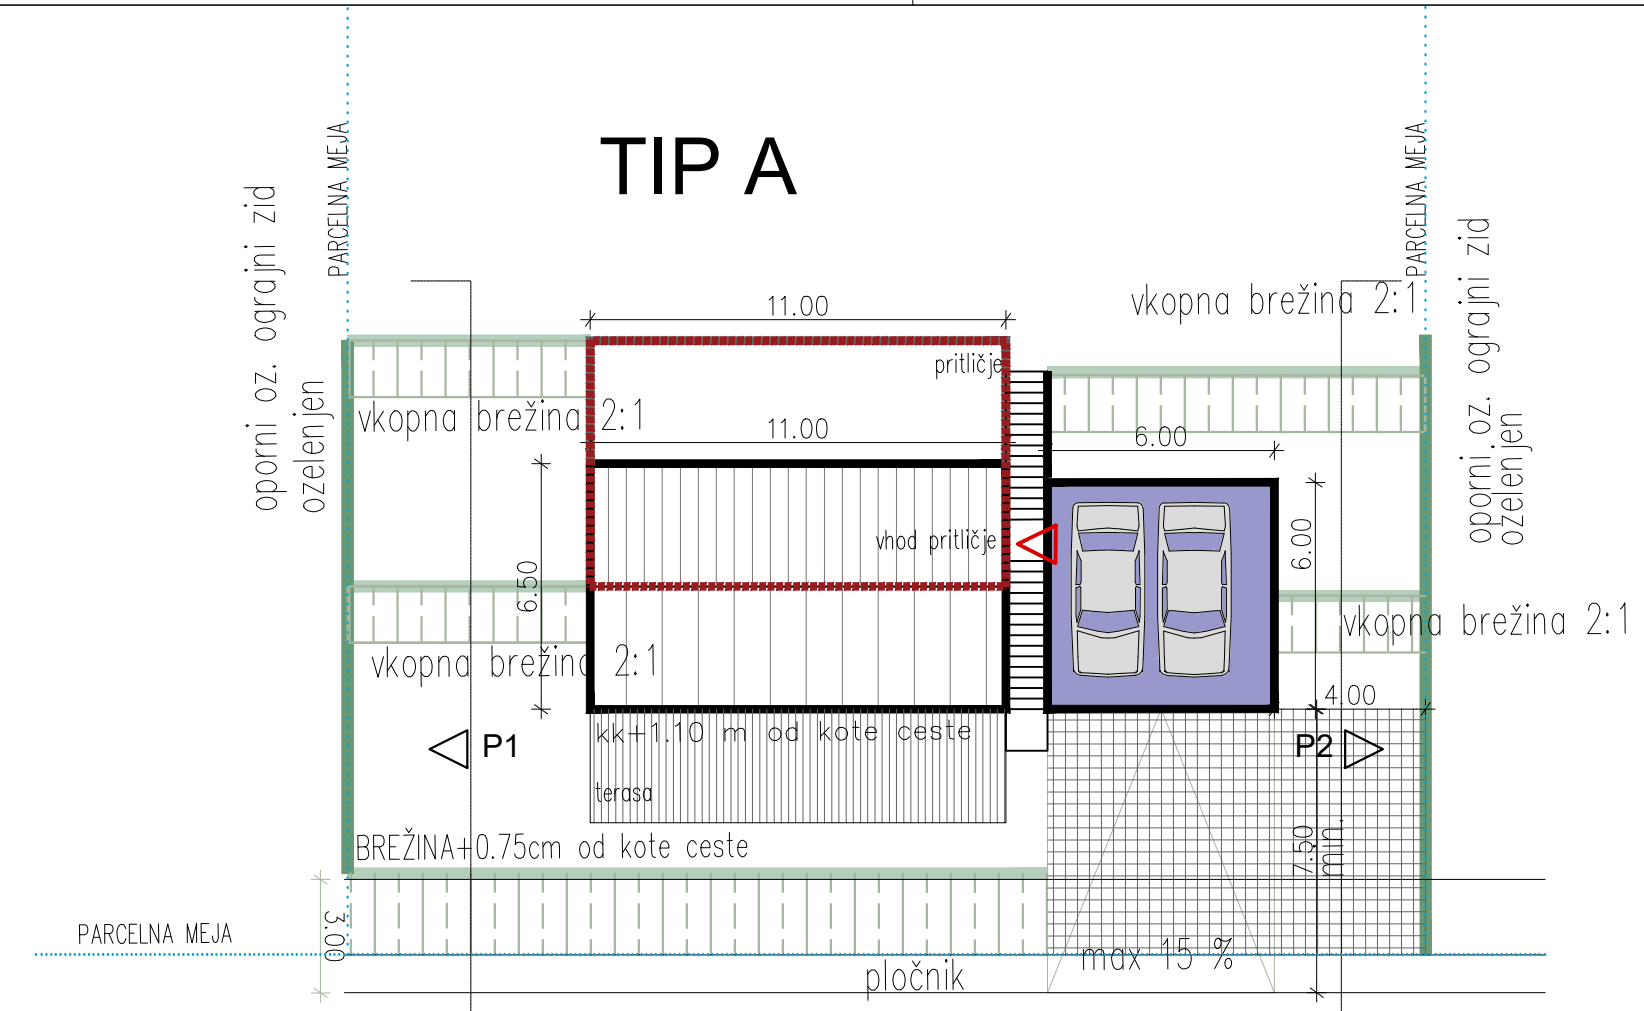 TIP A
PARCELNA MEJA
PARCELNA MEJA
oporni oz. ograjni zid
ozelenjen
oporni oz. ograjni zid
ozelenjen
vkopna brežina 2:1
11.00
pritličje
vkopna brežina 2:1
11.00
6.00
vhod pritličje
6.00
6.50
vkopna brežina 2:1
vkopna brežina 2:1
4.00
kk+1.10 m od kote ceste
P1
P2
terasa
BREŽINA+0.75cm od kote ceste
7.50
min.
PARCELNA MEJA
3.00
max 15 %
pločnik